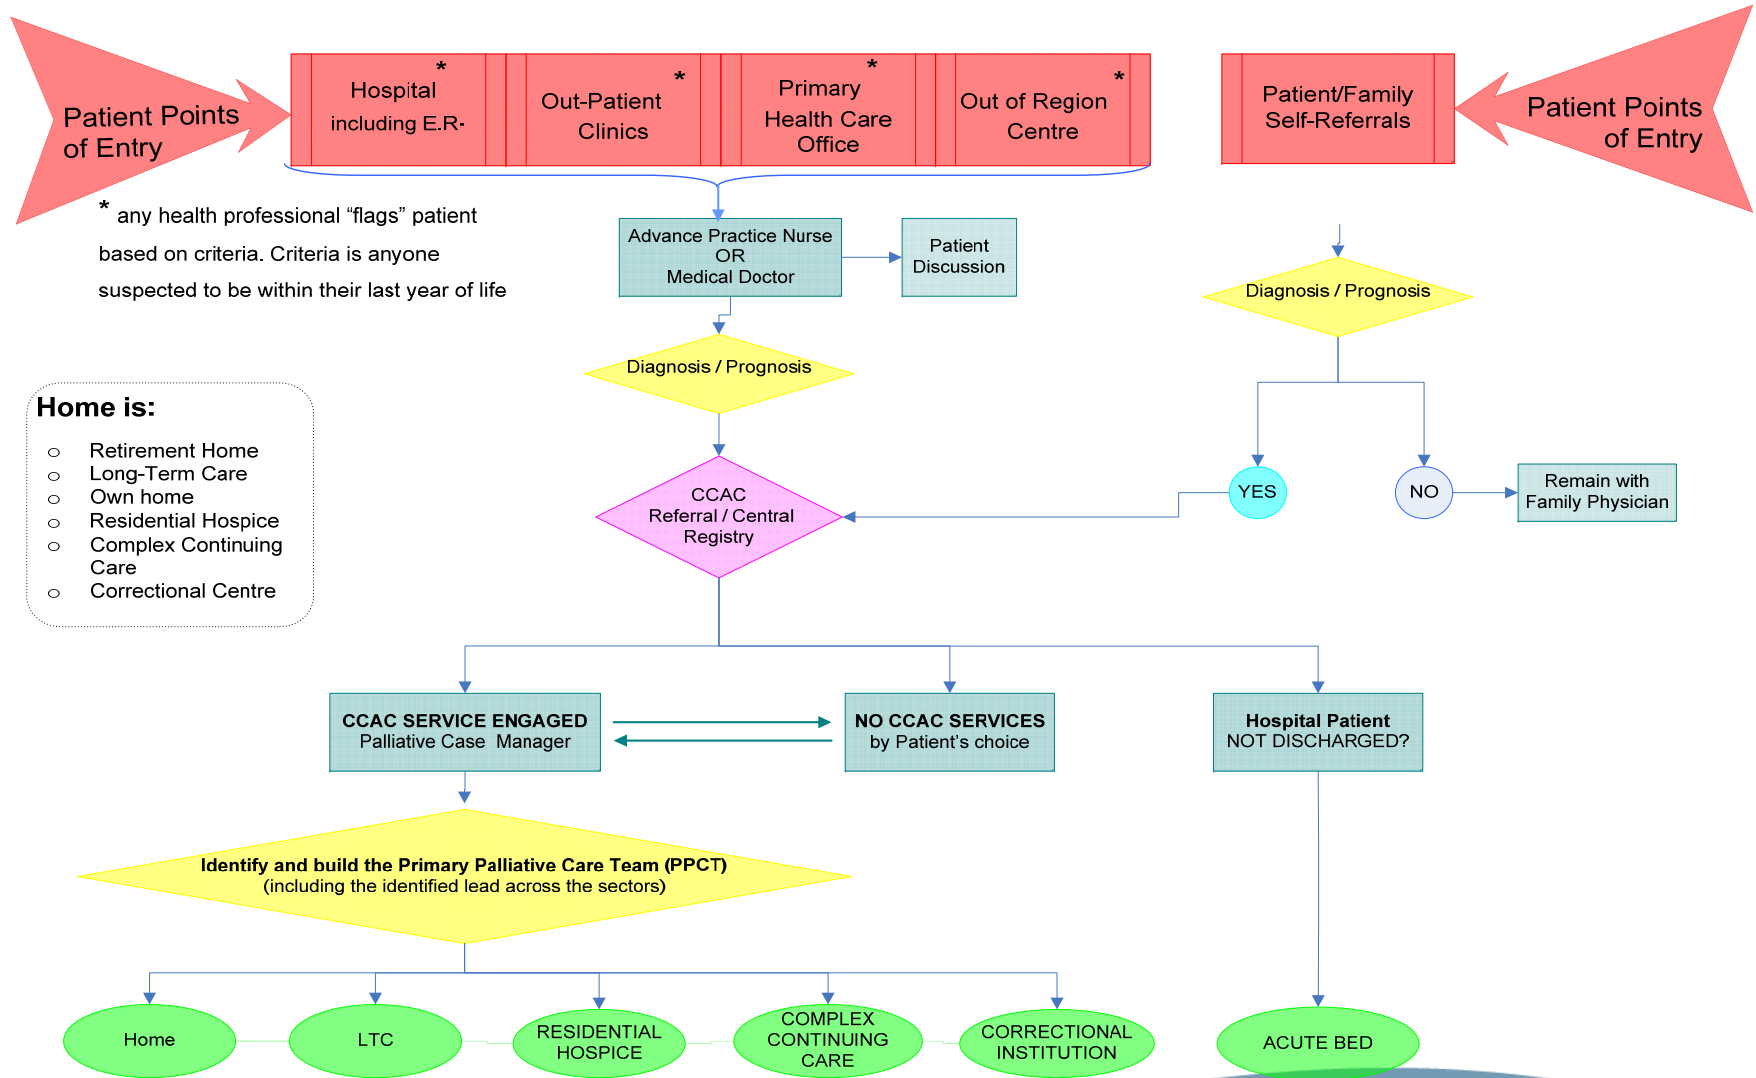 Patient Points
of Entry
Hospital *
including E.R.
Out-Patient *
Clinics
Primary *
Health Care
Office
Out of Region *
Centre
Patient/Family
Self-Referrals
Patient Points
of Entry
* any health professional “flags” patient
based on criteria. Criteria is anyone
suspected to be within their last year of life
Advance Practice Nurse
OR
Medical Doctor
Patient
Discussion
Diagnosis / Prognosis
Diagnosis / Prognosis
Home is:
o Retirement Home
o Long-Term Care
o Own home
o Residential Hospice
o Complex Continuing
Care
o Correctional Centre
CCAC
Referral / Central
Registry
YES
NO
Remain with
Family Physician
CCAC SERVICE ENGAGED
Palliative Case Manager
NO CCAC SERVICES
by Patient’s choice
Hospital Patient
NOT DISCHARGED?
Identify and build the Primary Palliative Care Team (PPCT)
(including the identified lead across the sectors)
Home
LTC
RESIDENTIAL
HOSPICE
COMPLEX
CONTINUING
CARE
CORRECTIONAL
INSTITUTION
ACUTE BED